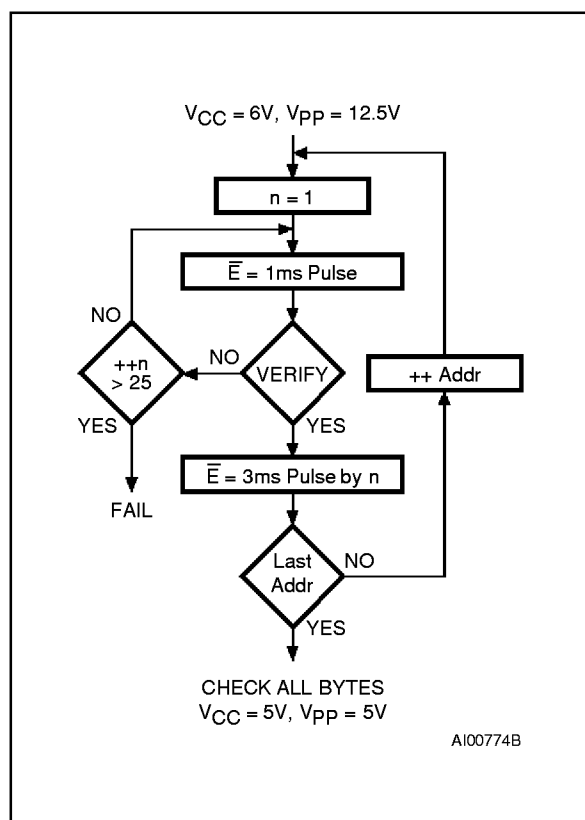 VCC = 6V, VPP = 12.5V
n = 1
E̅ = 1ms Pulse
NO
++n
> 25
NO
VERIFY
++ Addr
YES
YES
E̅ = 3ms Pulse by n
FAIL
Last
Addr
NO
YES
CHECK ALL BYTES
VCC = 5V, VPP = 5V
AI00774B